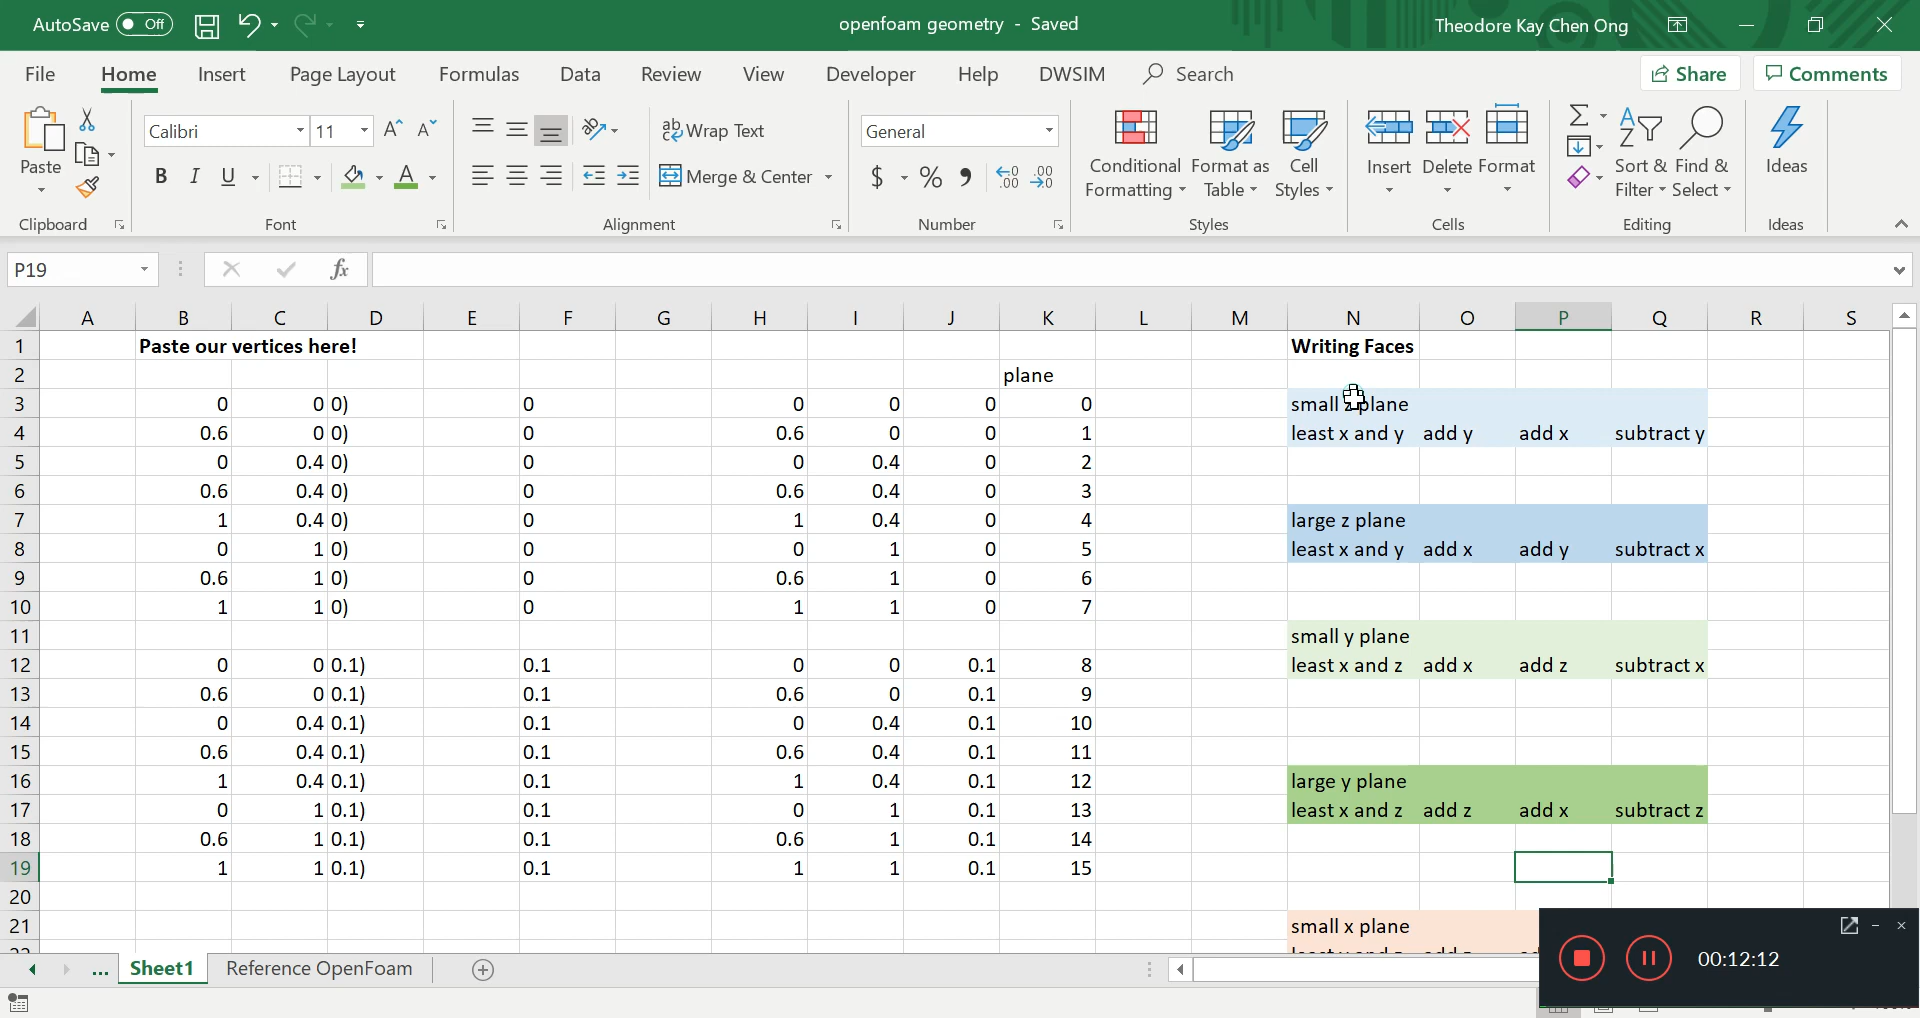 AutoSave Off openfoam geometry - Saved Theodore Kay Chen Ong
File Home Insert Page Layout Formulas Data Review View Developer Help DWSIM Search Share Comments
Calibri 11 Wrap Text General
Paste B I U Merge & Center $ % Conditional Formatting Format as Table Cell Styles Insert Delete Format Sort & Filter Find & Select Ideas
Clipboard Font Alignment Number Styles Cells Editing Ideas
P19 fx
A B C D E F G H I J K L M N O P Q R S
1 Paste our vertices here! Writing Faces
2 plane
3 0 0 0) 0 0 0 0 0 small z plane
4 0.6 0 0) 0 0.6 0 0 1 least x and y add y add x subtract y
5 0 0.4 0) 0 0 0.4 0 2
6 0.6 0.4 0) 0 0.6 0.4 0 3
7 1 0.4 0) 0 1 0.4 0 4 large z plane
8 0 1 0) 0 0 1 0 5 least x and y add x add y subtract x
9 0.6 1 0) 0 0.6 1 0 6
10 1 1 0) 0 1 1 0 7
11 small y plane
12 0 0 0.1) 0.1 0 0 0.1 8 least x and z add x add z subtract x
13 0.6 0 0.1) 0.1 0.6 0 0.1 9
14 0 0.4 0.1) 0.1 0 0.4 0.1 10
15 0.6 0.4 0.1) 0.1 0.6 0.4 0.1 11
16 1 0.4 0.1) 0.1 1 0.4 0.1 12 large y plane
17 0 1 0.1) 0.1 0 1 0.1 13 least x and z add z add x subtract z
18 0.6 1 0.1) 0.1 0.6 1 0.1 14
19 1 1 0.1) 0.1 1 1 0.1 15
20
21 small x plane
... Sheet1 Reference OpenFoam
00:12:12